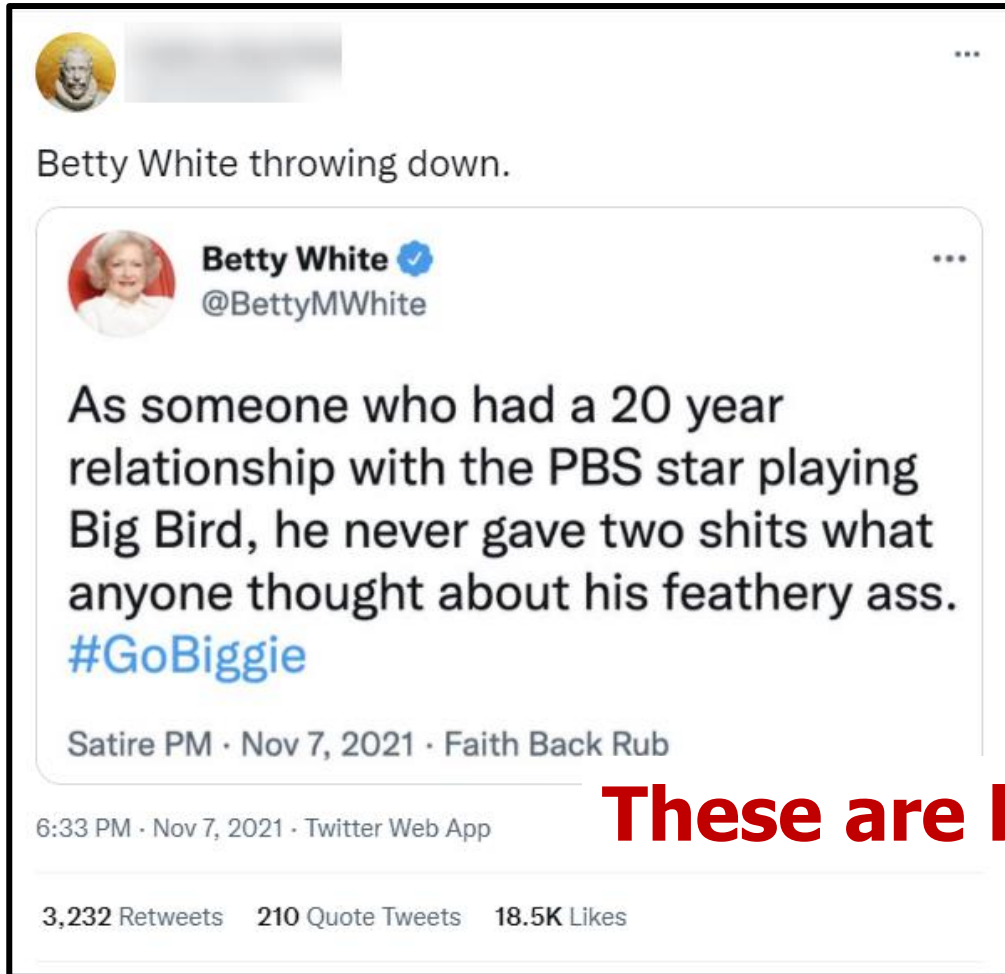 Betty White throwing down.
Betty White
@BettyMWhite
As someone who had a 20 year
relationship with the PBS star playing
Big Bird, he never gave two shits what
anyone thought about his feathery ass.
#GoBiggie
Satire PM · Nov 7, 2021 · Faith Back Rub
These are
6:33 PM · Nov 7, 2021 · Twitter Web App
3,232 Retweets 210 Quote Tweets 18.5K Likes